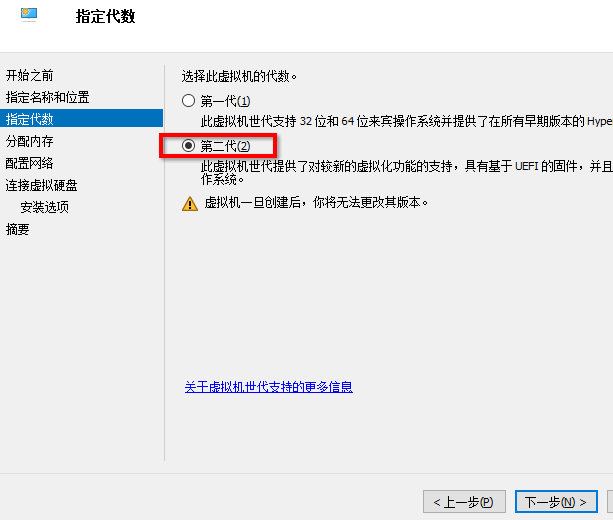 指定代数
开始之前
指定名称和位置
指定代数
分配内存
配置网络
连接虚拟硬盘
安装选项
摘要
选择此虚拟机的代数。
第一代(1)
此虚拟机世代支持 32 位和 64 位来宾操作系统并提供了在所有早期版本的 Hype
第二代(2)
此虚拟机世代提供了对较新的虚拟化功能的支持，具有基于 UEFI 的固件，并且
作系统。
虚拟机一旦创建后，你将无法更改其版本。
关于虚拟机世代支持的更多信息
< 上一步(P)
下一步(N) >